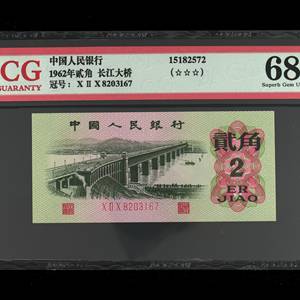 CG
GUARANTY
中国人民银行
1962年贰角 长江大桥
冠号: X II X 8203167
15182572
(☆☆☆)
68
Superb Gem U
中国人民银行
贰角
2
ER
JIAO
X II X 8203167